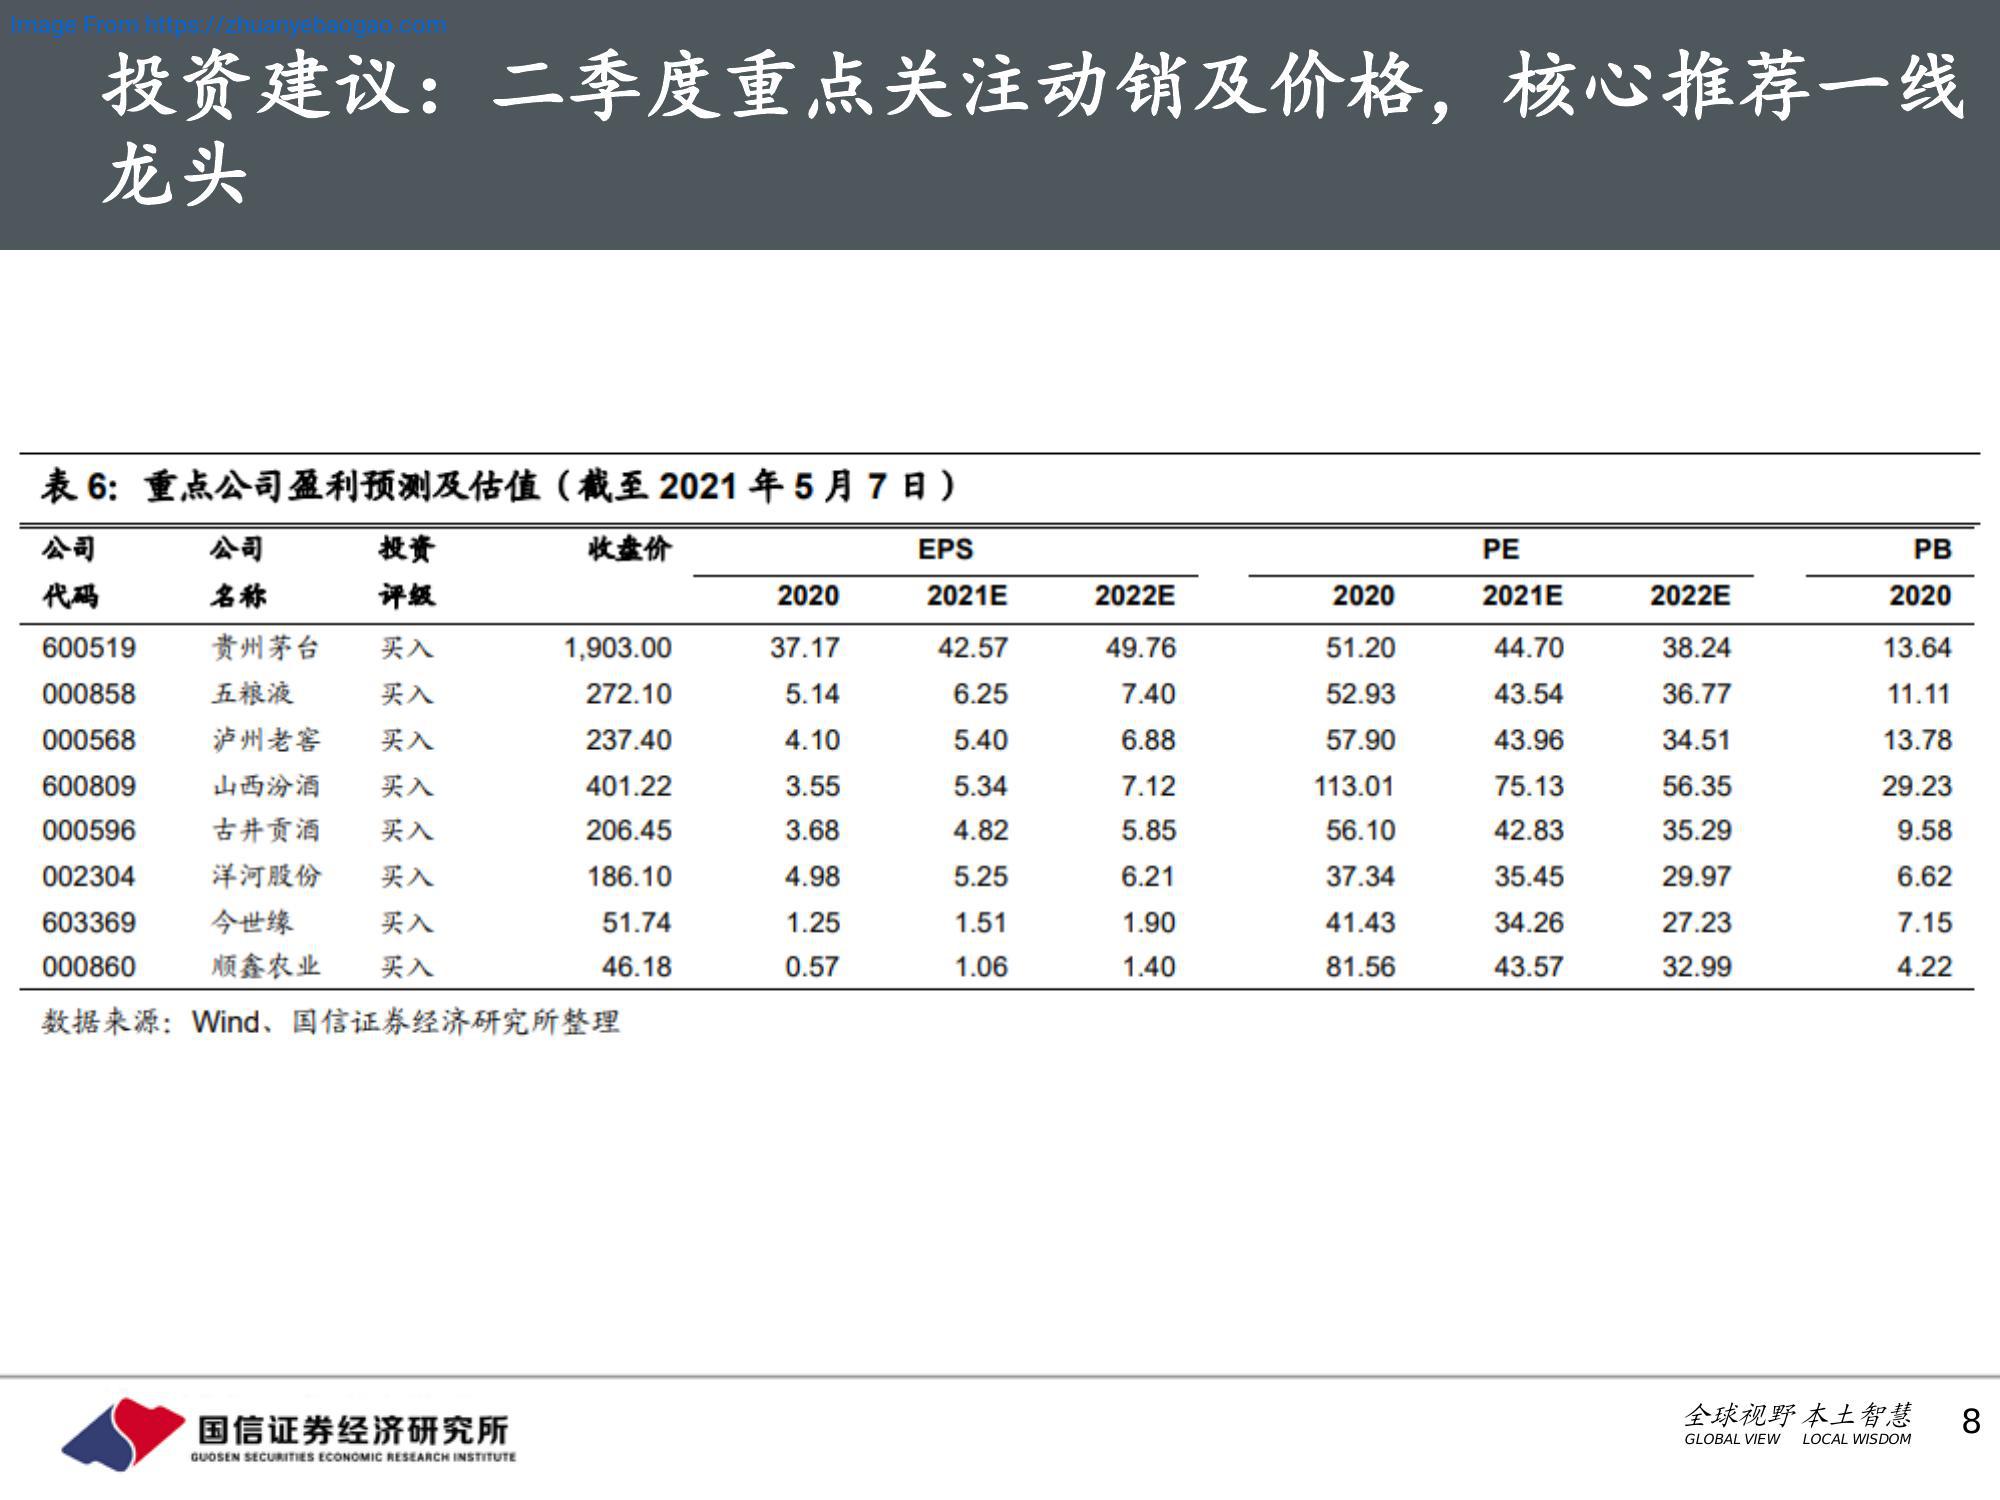 Image From https://zhuanyebaogao.com
投资建议：二季度重点关注动销及价格，核心推荐一线
龙头
表 6：重点公司盈利预测及估值（截至 2021 年 5 月 7 日）
公司 公司 投资 收盘价 EPS PE PB
代码 名称 评级 2020 2021E 2022E 2020 2021E 2022E 2020
600519 贵州茅台 买入 1,903.00 37.17 42.57 49.76 51.20 44.70 38.24 13.64
000858 五粮液 买入 272.10 5.14 6.25 7.40 52.93 43.54 36.77 11.11
000568 泸州老窖 买入 237.40 4.10 5.40 6.88 57.90 43.96 34.51 13.78
600809 山西汾酒 买入 401.22 3.55 5.34 7.12 113.01 75.13 56.35 29.23
000596 古井贡酒 买入 206.45 3.68 4.82 5.85 56.10 42.83 35.29 9.58
002304 洋河股份 买入 186.10 4.98 5.25 6.21 37.34 35.45 29.97 6.62
603369 今世缘 买入 51.74 1.25 1.51 1.90 41.43 34.26 27.23 7.15
000860 顺鑫农业 买入 46.18 0.57 1.06 1.40 81.56 43.57 32.99 4.22
数据来源：Wind、国信证券经济研究所整理
国信证券经济研究所
GUOSEN SECURITIES ECONOMIC RESEARCH INSTITUTE
全球视野 本土智慧
GLOBAL VIEW LOCAL WISDOM
8